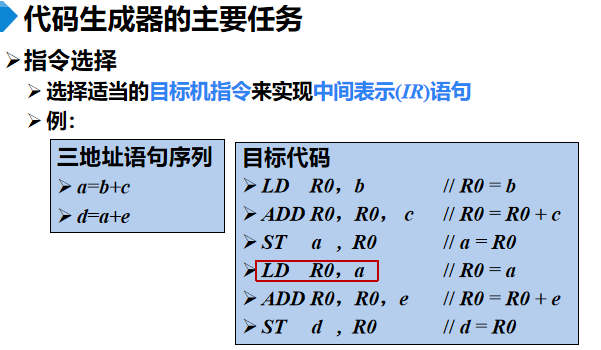 代码生成器的主要任务
➢指令选择
➢选择适当的目标机指令来实现中间表示(IR)语句
➢例：
三地址语句序列
➢a=b+c
➢d=a+e
目标代码
➢LD R0，b // R0 = b
➢ADD R0，R0， c // R0 = R0 + c
➢ST a ，R0 // a = R0
➢LD R0，a // R0 = a
➢ADD R0，R0，e // R0 = R0 + e
➢ST d ，R0 // d = R0